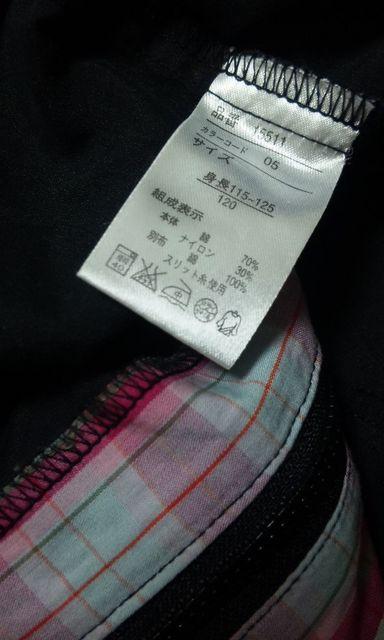 品番 15511
カラーコード 05
サイズ
身長115-125
120
組成表示
本体 綿 70%
ナイロン 30%
別布 綿 100%
スリット糸使用
40